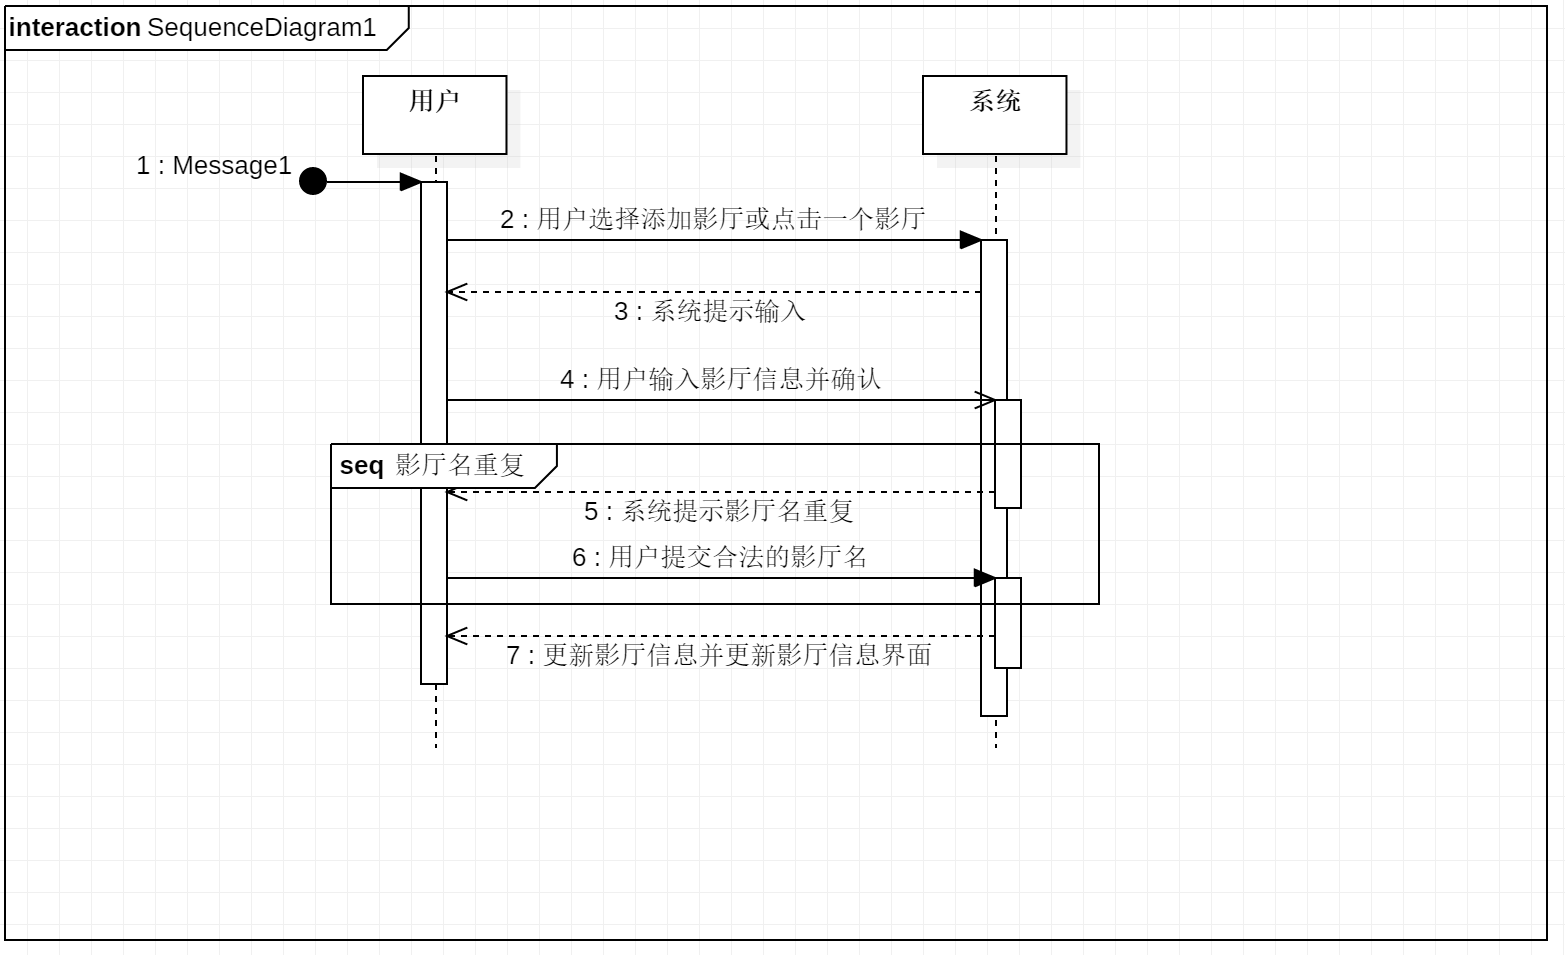 interaction SequenceDiagram1
用户
系统
1 : Message1
2 : 用户选择添加影厅或点击一个影厅
3 : 系统提示输入
4 : 用户输入影厅信息并确认
seq 影厅名重复
5 : 系统提示影厅名重复
6 : 用户提交合法的影厅名
7 : 更新影厅信息并更新影厅信息界面